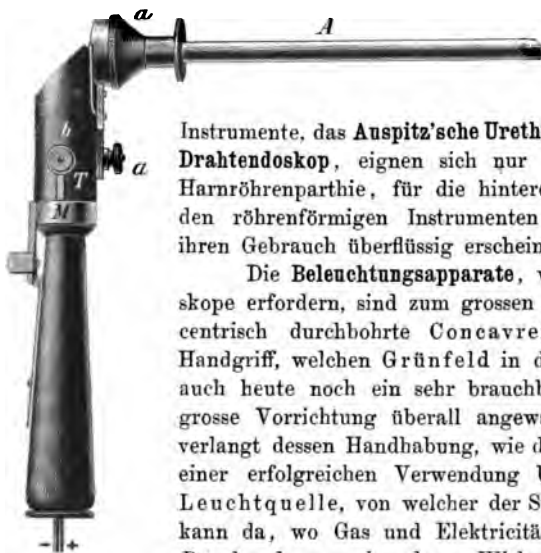 a
A
b
a
T
M
- +
Instrumente, das Auspitz'sche Ureth
Drahtendoskop, eignen sich nur
Harnröhrenparthie, für die hintere
den röhrenförmigen Instrumenten
ihren Gebrauch überflüssig erschein
Die Beleuchtungsapparate, v
skope erfordern, sind zum grossen
centrisch durchbohrte Concavre
Handgriff, welchen Grünfeld in d
auch heute noch ein sehr brauchb
grosse Vorrichtung überall angew
verlangt dessen Handhabung, wie d
einer erfolgreichen Verwendung U
Leuchtquelle, von welcher der S
kann da, wo Gas und Elektricitä